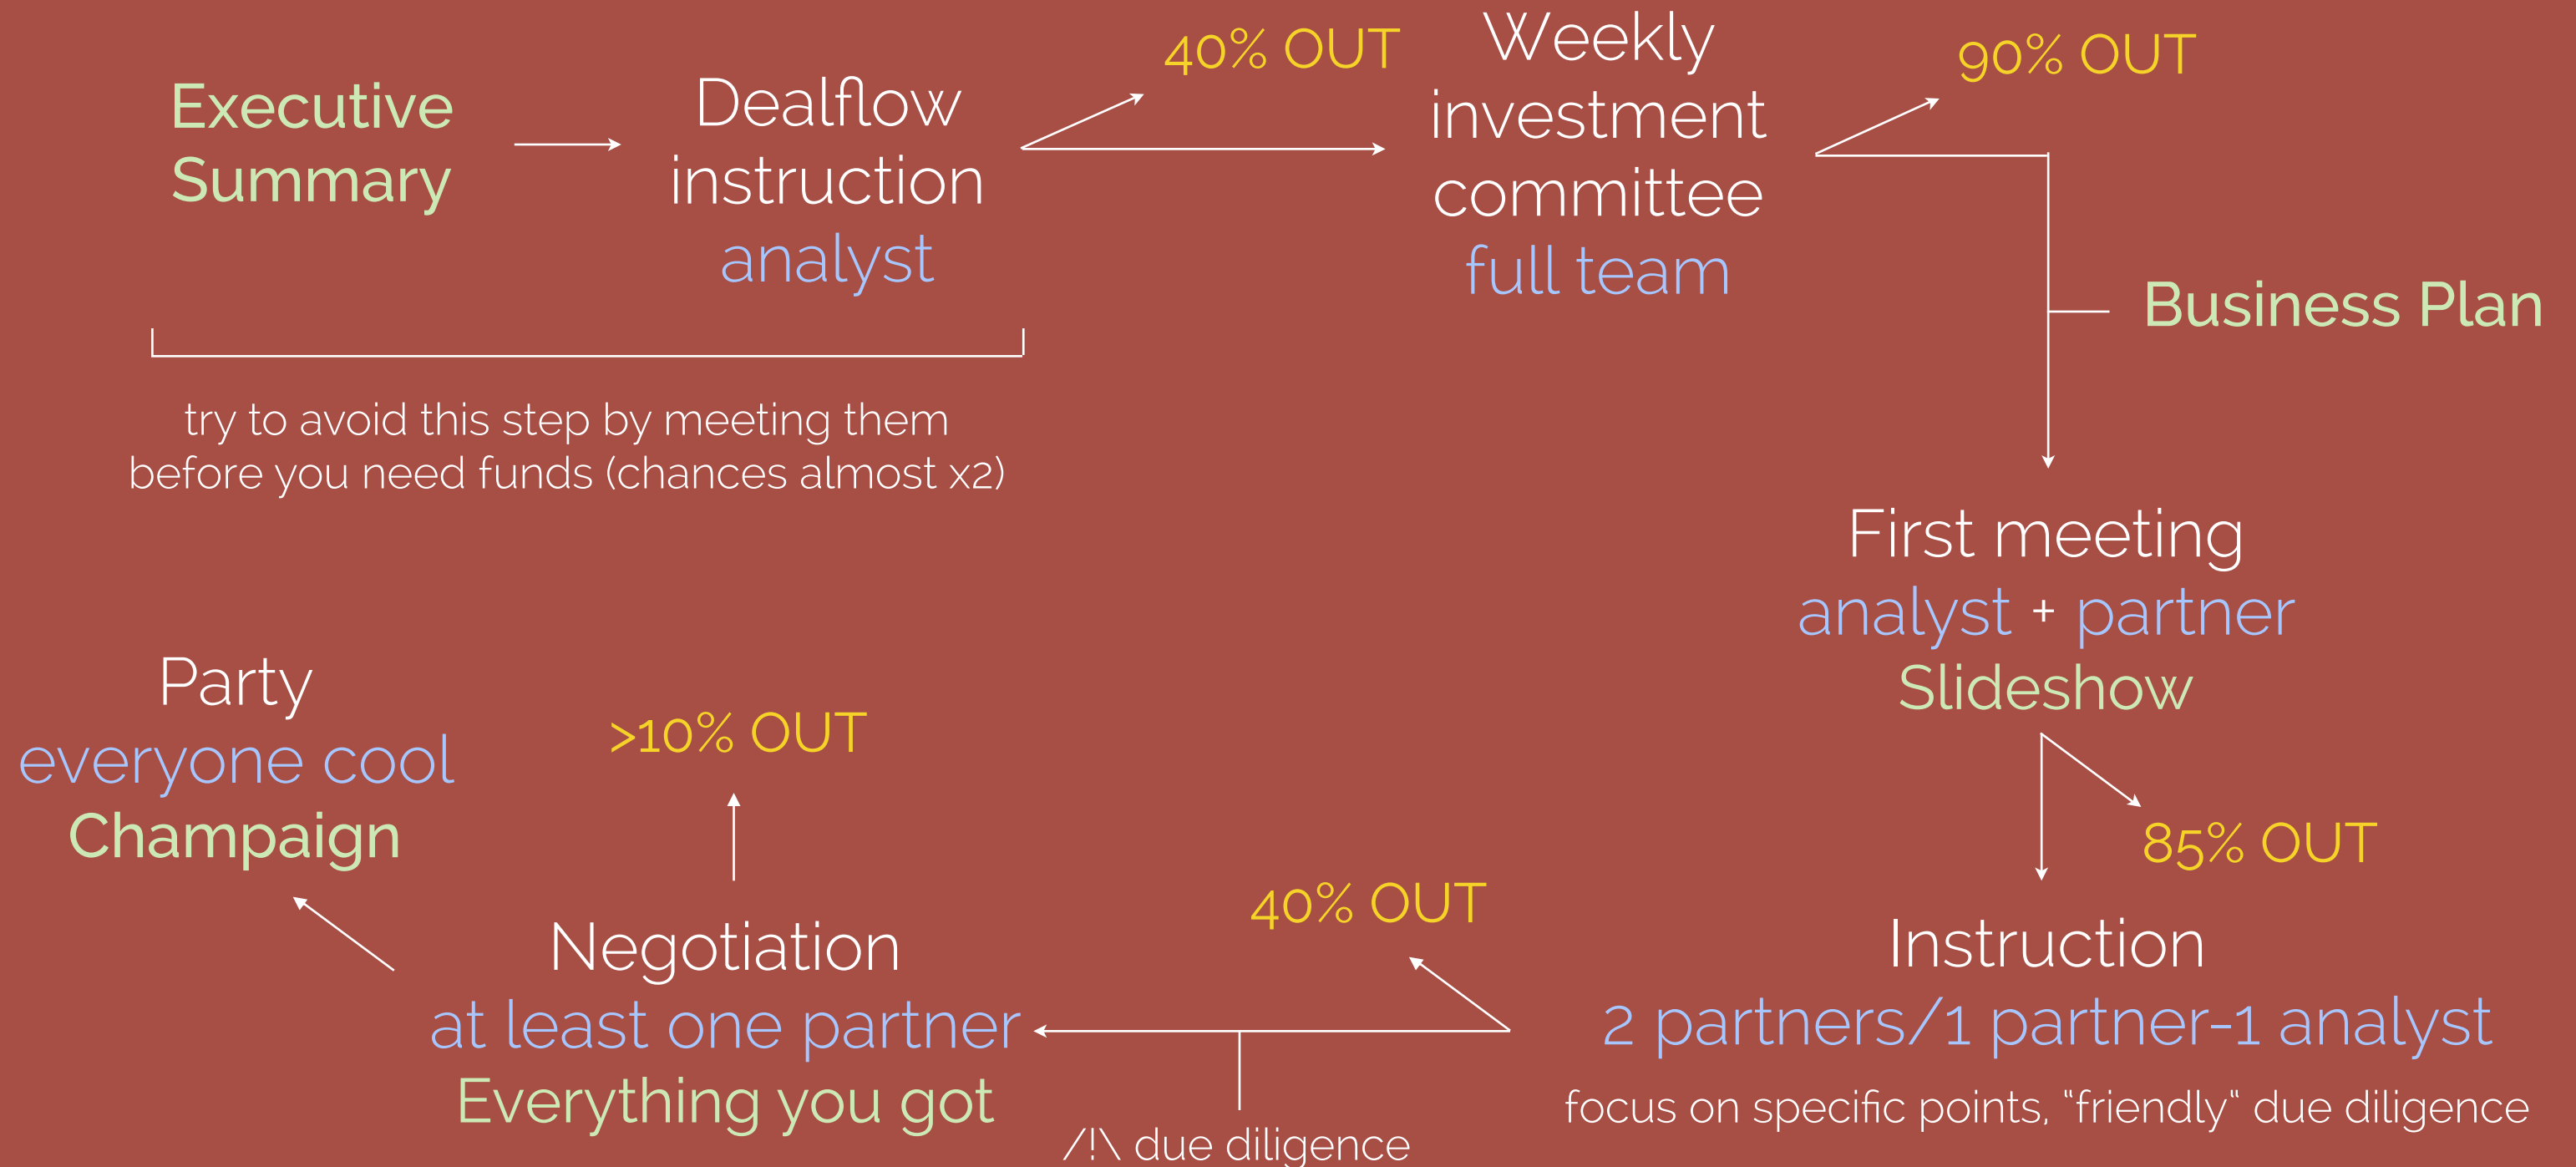 Executive
Summary
Dealflow
instruction
analyst
40% OUT
Weekly
investment
committee
full team
90% OUT
Business Plan
try to avoid this step by meeting them
before you need funds (chances almost x2)
First meeting
analyst + partner
Slideshow
85% OUT
Instruction
2 partners/1 partner-1 analyst
focus on specific points, "friendly" due diligence
40% OUT
/!\ due diligence
Negotiation
at least one partner
Everything you got
>10% OUT
Party
everyone cool
Champaign